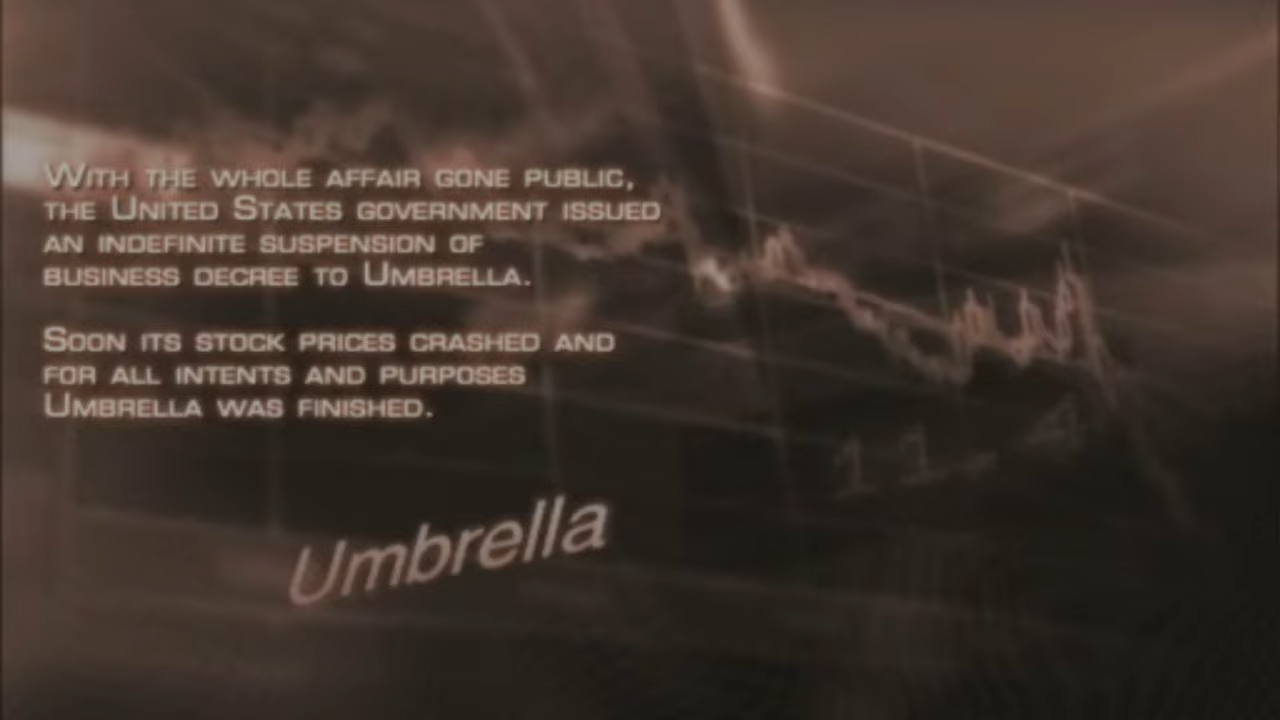 With the whole affair gone public,
the United States government issued
an indefinite suspension of
business decree to Umbrella.
Soon its stock prices crashed and
for all intents and purposes
Umbrella was finished.
Umbrella